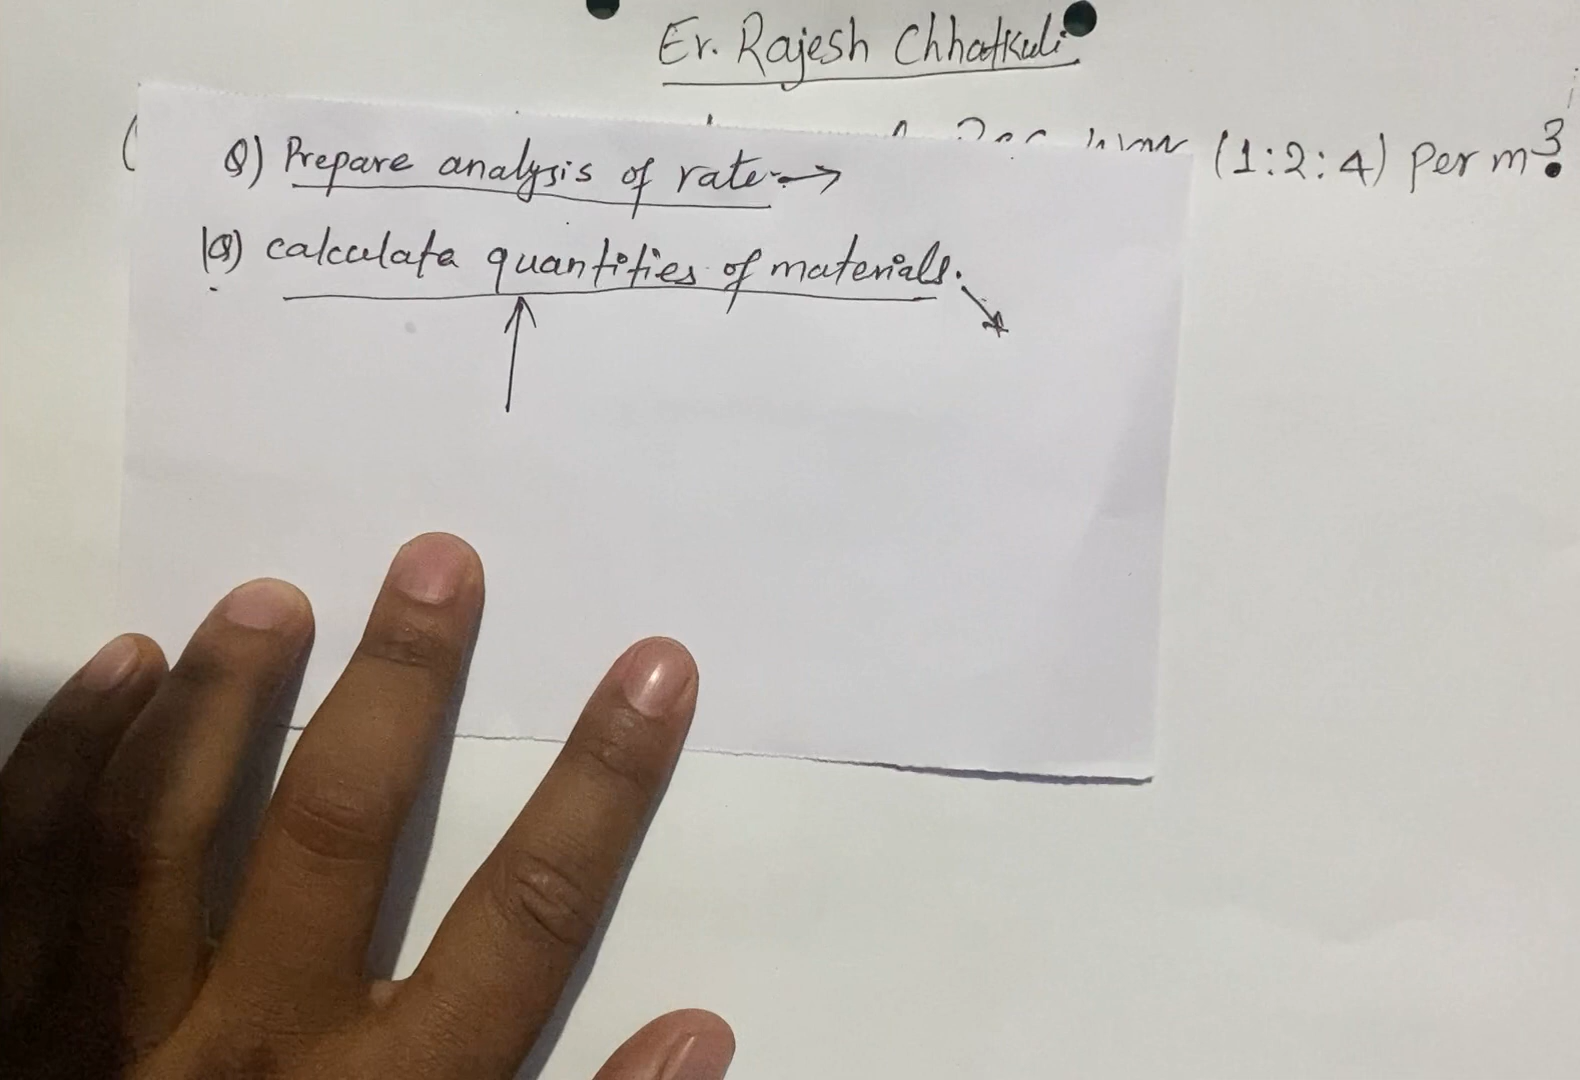 Er. Rajesh Chhatkuli
(1:2:4) per m³.
Q) Prepare analysis of rate:→
Q) calculate quantities of materials.